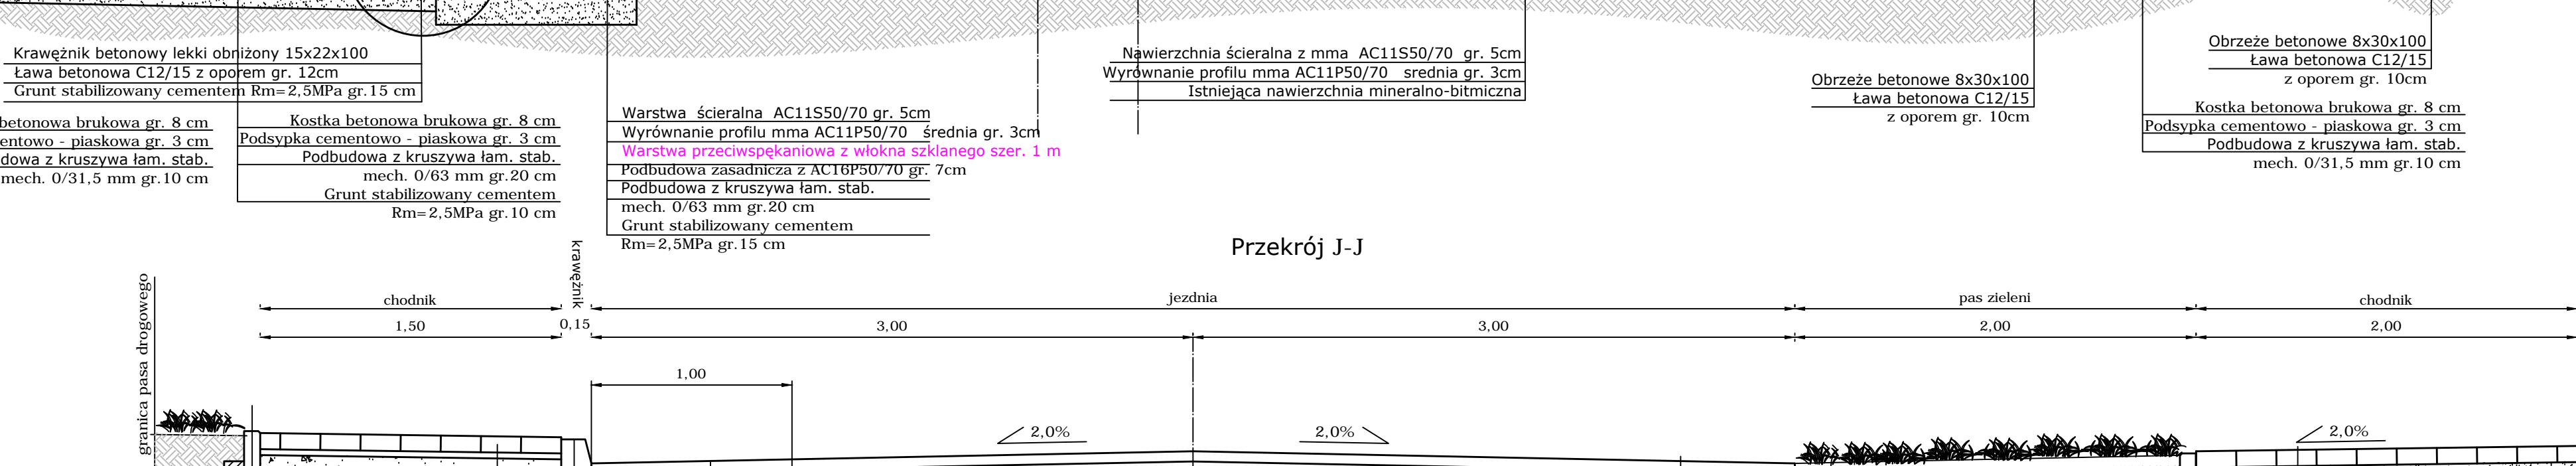 Krawężnik betonowy lekki obniżony 15x22x100
Ława betonowa C12/15 z oporem gr. 12cm
Grunt stabilizowany cementem Rm=2,5MPa gr.15 cm
betonowa brukowa gr. 8 cm
entowo - piaskowa gr. 3 cm
dowa z kruszywa łam. stab.
mech. 0/31,5 mm gr.10 cm
Kostka betonowa brukowa gr. 8 cm
Podsypka cementowo - piaskowa gr. 3 cm
Podbudowa z kruszywa łam. stab.
mech. 0/63 mm gr.20 cm
Grunt stabilizowany cementem
Rm=2,5MPa gr.10 cm
Warstwa ścieralna AC11S50/70 gr. 5cm
Wyrównanie profilu mma AC11P50/70 średnia gr. 3cm
Warstwa przeciwspękaniowa z włokna szklanego szer. 1 m
Podbudowa zasadnicza z AC16P50/70 gr. 7cm
Podbudowa z kruszywa łam. stab.
mech. 0/63 mm gr.20 cm
Grunt stabilizowany cementem
Rm=2,5MPa gr.15 cm
Nawierzchnia ścieralna z mma AC11S50/70 gr. 5cm
Wyrównanie profilu mma AC11P50/70 srednia gr. 3cm
Istniejąca nawierzchnia mineralno-bitmiczna
Obrzeże betonowe 8x30x100
Ława betonowa C12/15
z oporem gr. 10cm
Obrzeże betonowe 8x30x100
Ława betonowa C12/15
z oporem gr. 10cm
Kostka betonowa brukowa gr. 8 cm
Podsypka cementowo - piaskowa gr. 3 cm
Podbudowa z kruszywa łam. stab.
mech. 0/31,5 mm gr.10 cm
Przekrój J-J
granica pasa drogowego
chodnik
krawężnik
jezdnia
pas zieleni
chodnik
1,50
0,15
3,00
3,00
2,00
2,00
1,00
2,0%
2,0%
2,0%